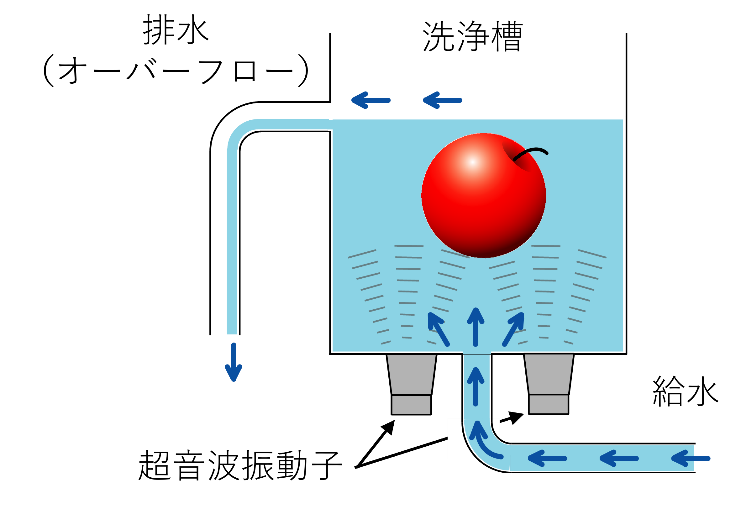 排水
（オーバーフロー）
洗浄槽
給水
超音波振動子